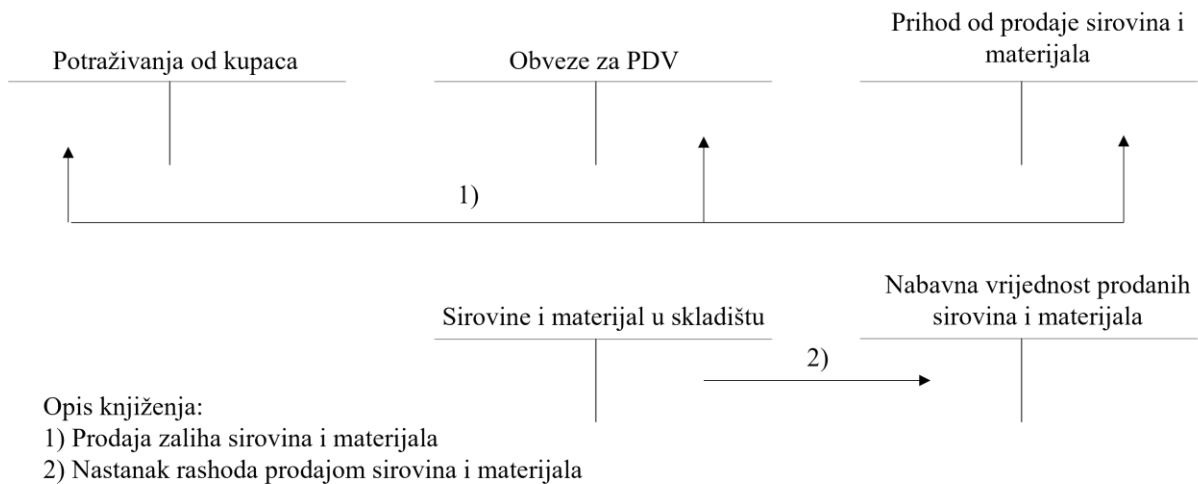 Potraživanja od kupaca
Obveze za PDV
Prihod od prodaje sirovina i
materijala
1)
Sirovine i materijal u skladištu
Nabavna vrijednost prodanih
sirovina i materijala
2)
Opis knjiženja:
1) Prodaja zaliha sirovina i materijala
2) Nastanak rashoda prodajom sirovina i materijala